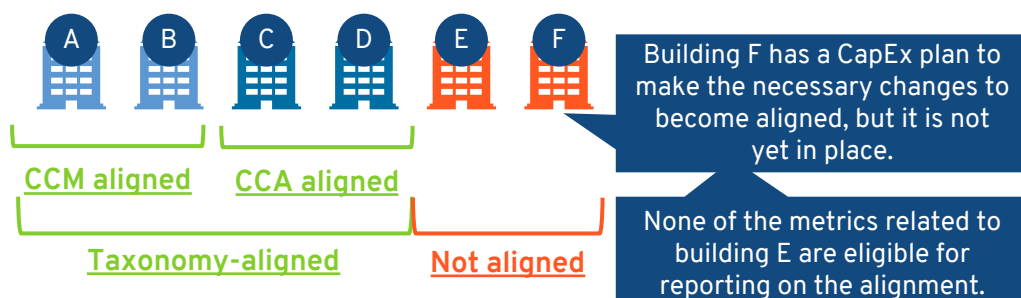 A B C D E F
Building F has a CapEx plan to
make the necessary changes to
become aligned, but it is not
yet in place.
CCM aligned
CCA aligned
Taxonomy-aligned
Not aligned
None of the metrics related to
building E are eligible for
reporting on the alignment.